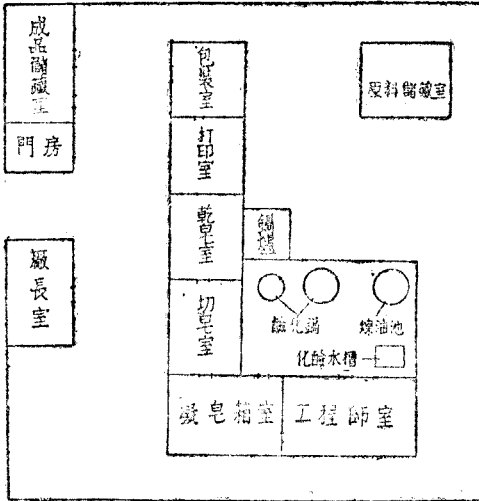 成品儲藏室
門房
廠長室
包裝室
打印室
乾皂室
切皂室
鍋爐
原料儲藏室
鹼化鍋
煉油池
化鹼水槽
凝皂箱室
工程師室